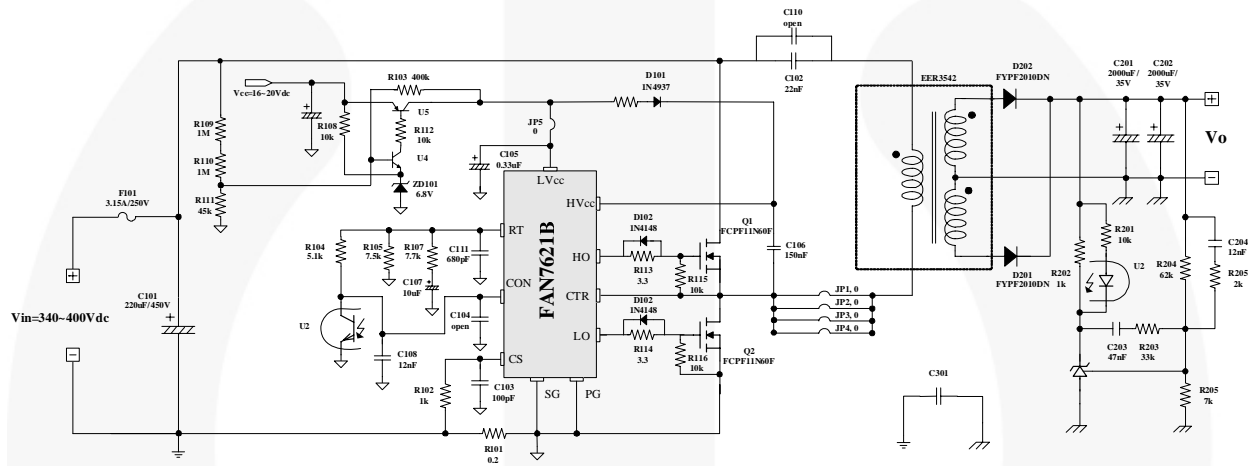 C110
open
C102
22nF
Vcc=16~20Vdc
R103 400k
D101
1N4937
EER3542
D202
FYPF2010DN
C201
2000uF/
35V
C202
2000uF/
35V
R109
1M
R108
10k
U5
R112
10k
U4
JP5
0
C105
0.33uF
ZD101
6.8V
R110
1M
R111
45k
F101
3.15A/250V
Vo
LVcc
HVcc
RT
HO
CON
CTR
LO
CS
SG
PG
FAN7621B
R104
5.1k
R105
7.5k
R107
7.7k
C111
680pF
C107
10uF
C104
open
U2
C108
12nF
R102
1k
C103
100pF
R101
0.2
C101
220uF/450V
Vin=340~400Vdc
D102
1N4148
R113
3.3
R115
10k
Q1
FCPF11N60F
C106
150nF
D102
1N4148
R114
3.3
R116
10k
Q2
FCPF11N60F
JP1, 0
JP2, 0
JP3, 0
JP4, 0
D201
FYPF2010DN
R201
10k
R202
1k
U2
R204
62k
C204
12nF
R205
2k
C203
47nF
R203
33k
R205
7k
C301